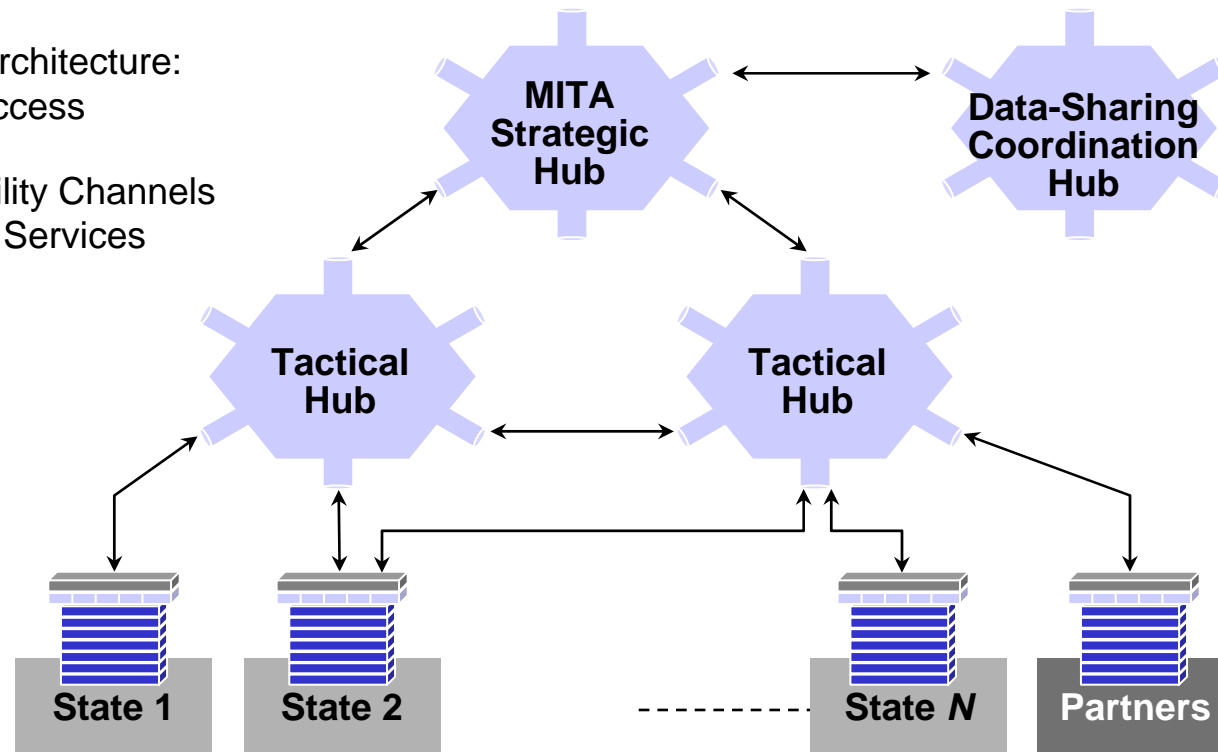 rchitecture:
ccess
ility Channels
Services
MITA
Strategic
Hub
Data-Sharing
Coordination
Hub
Tactical
Hub
Tactical
Hub
State 1
State 2
State N
Partners